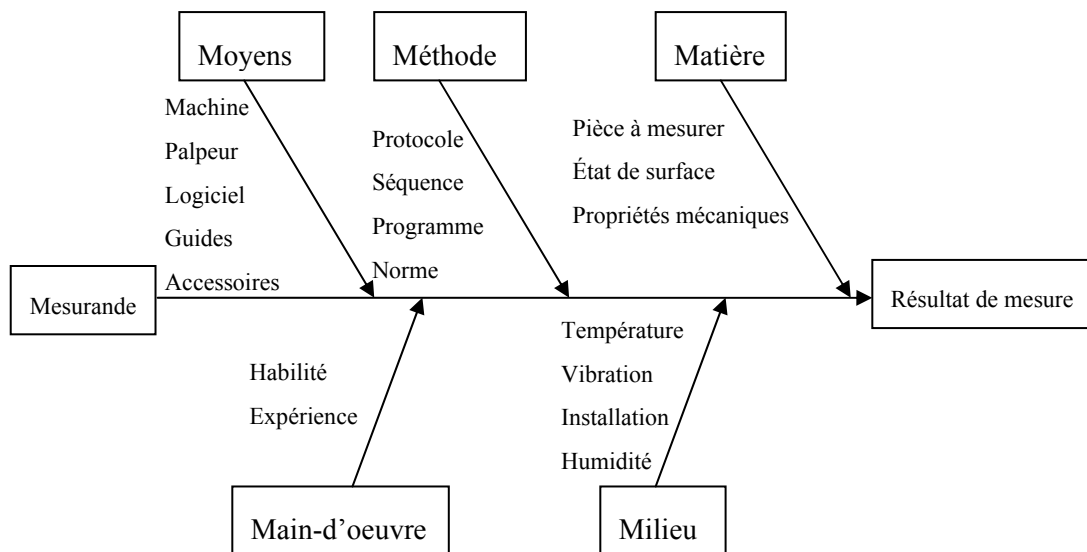 Moyens
Méthode
Matière
Machine
Palpeur
Logiciel
Guides
Accessoires
Protocole
Séquence
Programme
Norme
Pièce à mesurer
État de surface
Propriétés mécaniques
Mesurande
Résultat de mesure
Habilité
Expérience
Température
Vibration
Installation
Humidité
Main-d’oeuvre
Milieu